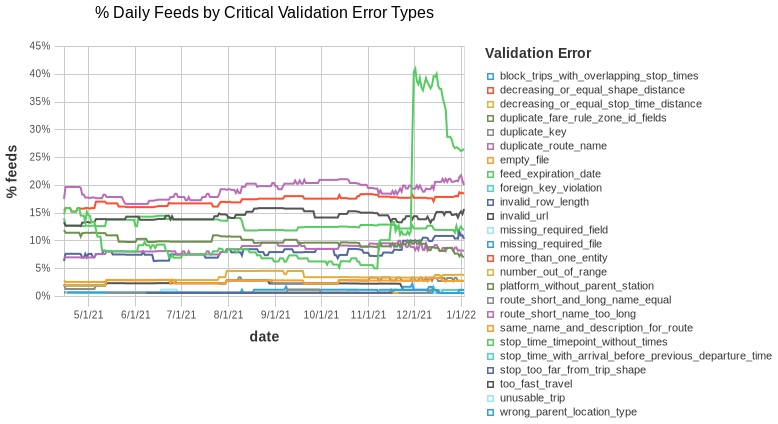 % Daily Feeds by Critical Validation Error Types
45%
40%
35%
30%
25%
20%
15%
10%
5%
0%
% feeds
5/1/21 6/1/21 7/1/21 8/1/21 9/1/21 10/1/21 11/1/21 12/1/21 1/1/22
date
Validation Error
block_trips_with_overlapping_stop_times
decreasing_or_equal_shape_distance
decreasing_or_equal_stop_time_distance
duplicate_fare_rule_zone_id_fields
duplicate_key
duplicate_route_name
empty_file
feed_expiration_date
foreign_key_violation
invalid_row_length
invalid_url
missing_required_field
missing_required_file
more_than_one_entity
number_out_of_range
platform_without_parent_station
route_short_and_long_name_equal
route_short_name_too_long
same_name_and_description_for_route
stop_time_timepoint_without_times
stop_time_with_arrival_before_previous_departure_time
stop_too_far_from_trip_shape
too_fast_travel
unusable_trip
wrong_parent_location_type